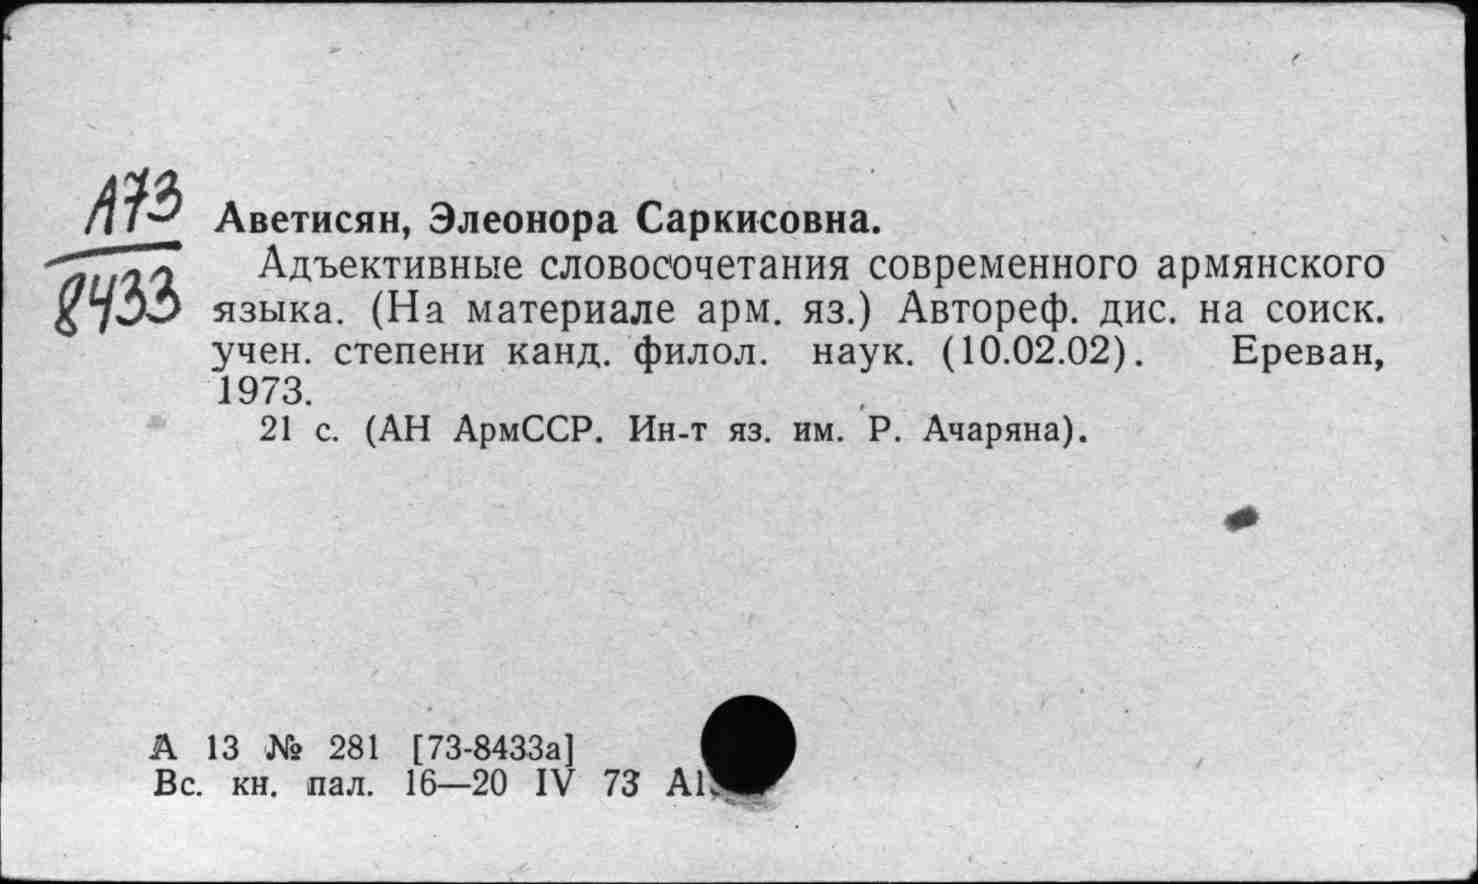 А73
8433
Аветисян, Элеонора Саркисовна.
Адъективные словосочетания современного армянского
языка. (На материале арм. яз.) Автореф. дис. на соиск.
учен. степени канд. филол. наук. (10.02.02). Ереван,
1973.
21 с. (АН АрмССР. Ин-т яз. им. Р. Ачаряна).
А 13 № 281 [73-8433а]
Вс. кн. пал. 16—20 IV 73